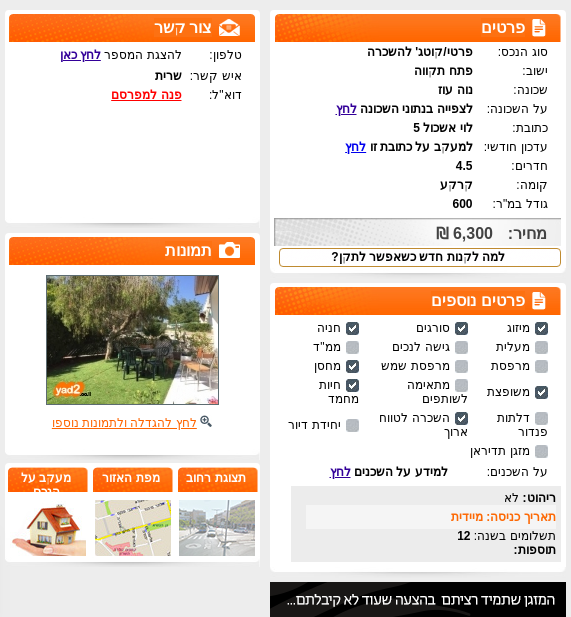 פרטים
סוג הנכס: פרטי/קוטג' להשכרה
ישוב: פתח תקווה
שכונה: נוה עוז
על השכונה: לצפייה בנתוני השכונה לחץ
כתובת: לוי אשכול 5
עדכון חודשי: למעקב על כתובת זו לחץ
חדרים: 4.5
קומה: קרקע
גודל במ"ר: 600
מחיר: 6,300 ₪
למה לקנות חדש כשאפשר לתקן?
פרטים נוספים
מיזוג סורגים חניה
מעלית גישה לנכים ממ"ד
מרפסת מרפסת שמש מחסן
משופצת מתאימה לשותפים חיות מחמד
דלתות פנדור השכרה לטווח ארוך יחידת דיור
מזגן תדיראן
על השכנים: למידע על השכנים לחץ
ריהוט: לא
תאריך כניסה: מיידית
תשלומים בשנה: 12
תוספות:
המזגן שתמיד רציתם בהצעה שעוד לא קיבלתם...
צור קשר
טלפון: להצגת המספר לחץ כאן
איש קשר: שרית
דוא"ל: פנה למפרסם
תמונות
yad2
לחץ להגדלה ולתמונות נוספו
תצוגת רחוב
מפת האזור
מעקב על הנכס